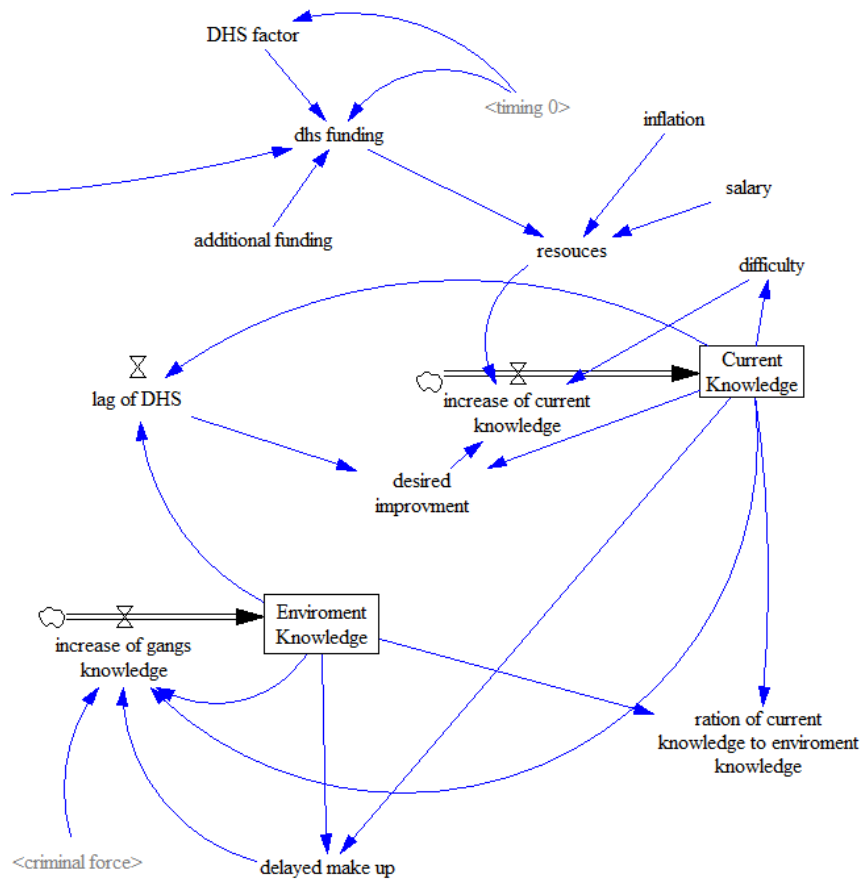 DHS factor
<timing 0>
inflation
dhs funding
salary
additional funding
resouces
difficulty
Current
Knowledge
lag of DHS
increase of current
knowledge
desired
improvment
Enviroment
Knowledge
increase of gangs
knowledge
ration of current
knowledge to enviroment
knowledge
<criminal force>
delayed make up